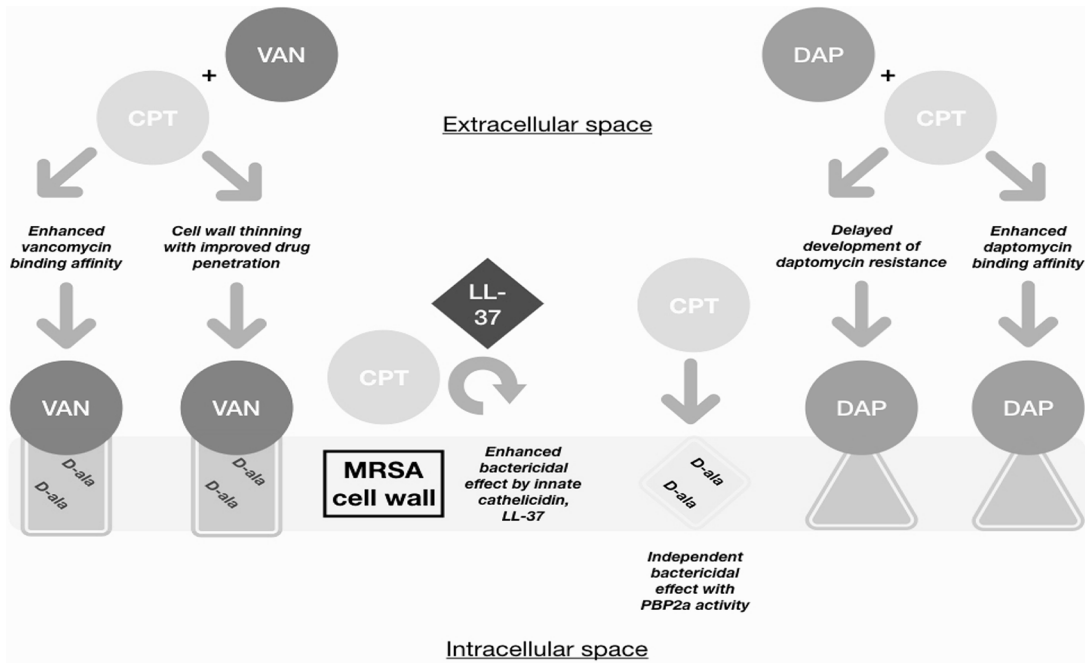 VAN
+
CPT
DAP
+
CPT
Extracellular space
Enhanced
vancomycin
binding affinity
Cell wall thinning
with improved drug
penetration
Delayed
development of
daptomycin resistance
Enhanced
daptomycin
binding affinity
LL-
37
CPT
CPT
VAN
VAN
DAP
DAP
D-ala
D-ala
D-ala
D-ala
MRSA
cell wall
Enhanced
bactericidal
effect by innate
cathelicidin,
LL-37
D-ala
D-ala
Independent
bactericidal
effect with
PBP2a activity
Intracellular space